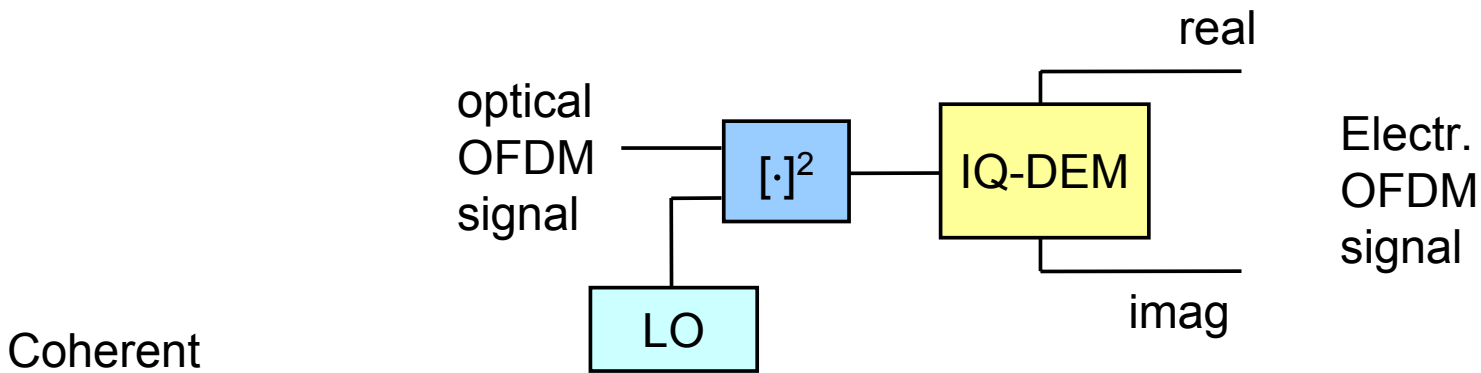 real
optical
OFDM
signal
[·]²
IQ-DEM
Electr.
OFDM
signal
imag
LO
Coherent